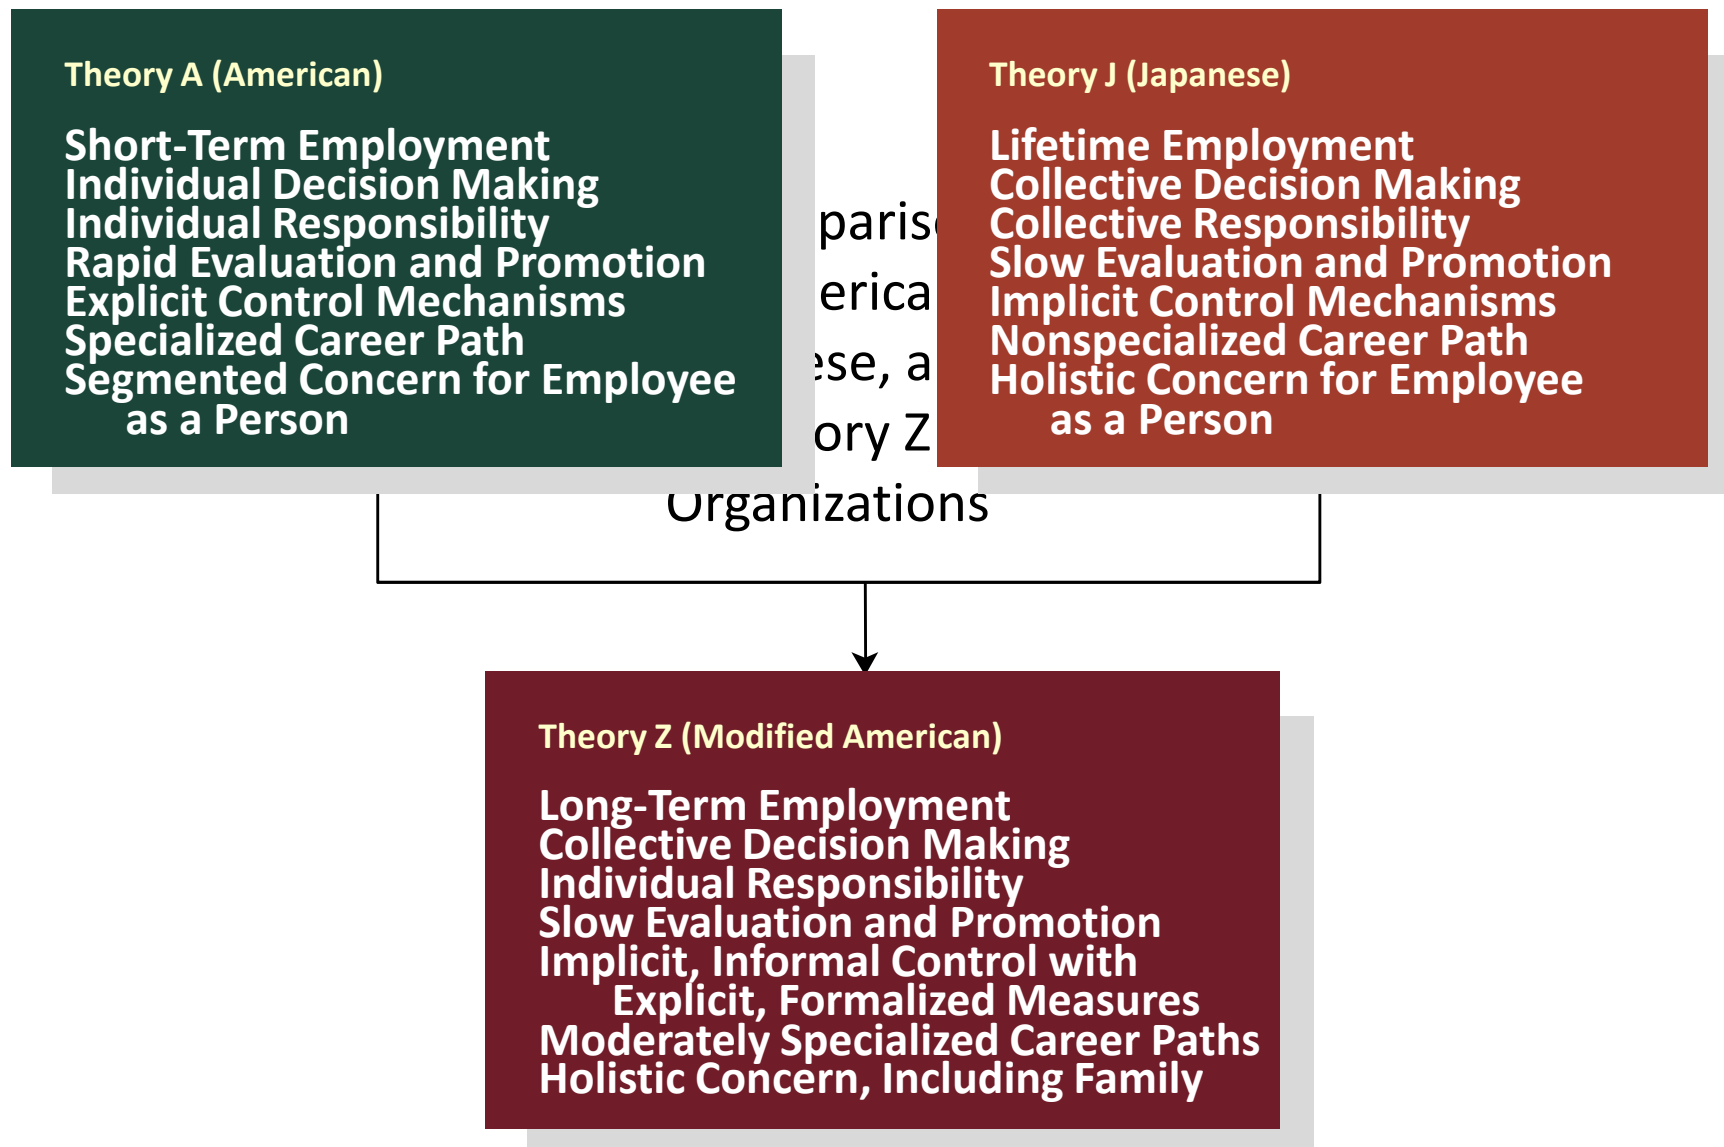 Theory A (American)
Short-Term Employment
Individual Decision Making
Individual Responsibility
Rapid Evaluation and Promotion
Explicit Control Mechanisms
Specialized Career Path
Segmented Concern for Employee
as a Person
Theory J (Japanese)
Lifetime Employment
Collective Decision Making
Collective Responsibility
Slow Evaluation and Promotion
Implicit Control Mechanisms
Nonspecialized Career Path
Holistic Concern for Employee
as a Person
Z
Organizations
Theory Z (Modified American)
Long-Term Employment
Collective Decision Making
Individual Responsibility
Slow Evaluation and Promotion
Implicit, Informal Control with
Explicit, Formalized Measures
Moderately Specialized Career Paths
Holistic Concern, Including Family